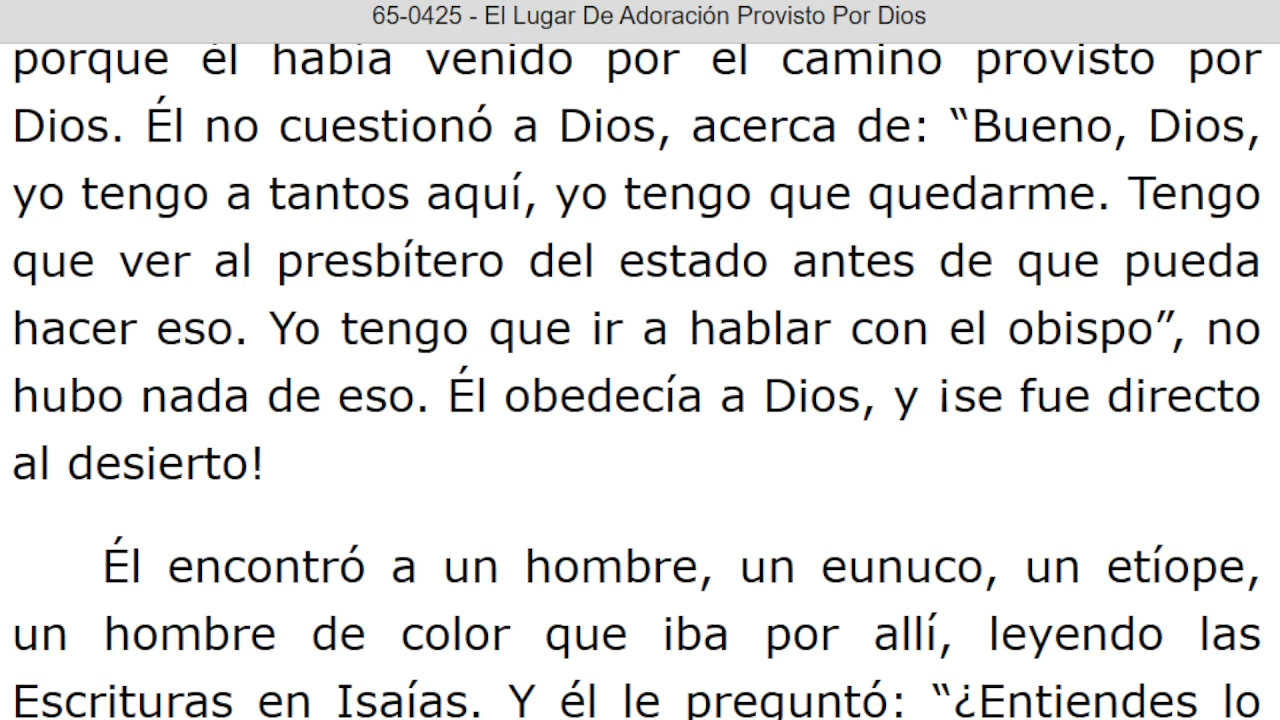 65-0425 - El Lugar De Adoración Provisto Por Dios
porque él había venido por el camino provisto por
Dios. Él no cuestionó a Dios, acerca de: “Bueno, Dios,
yo tengo a tantos aquí, yo tengo que quedarme. Tengo
que ver al presbítero del estado antes de que pueda
hacer eso. Yo tengo que ir a hablar con el obispo”, no
hubo nada de eso. Él obedecía a Dios, y ¡se fue directo
al desierto!
Él encontró a un hombre, un eunuco, un etíope,
un hombre de color que iba por allí, leyendo las
Escrituras en Isaías. Y él le preguntó: “¿Entiendes lo